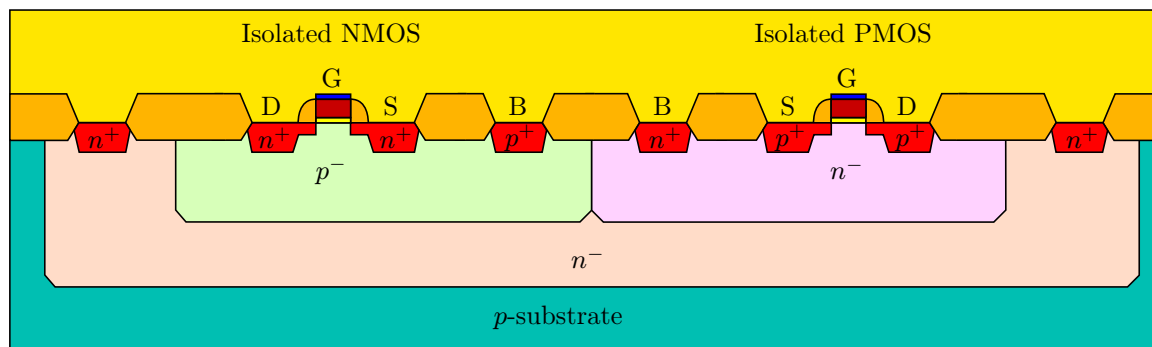 Isolated NMOS Isolated PMOS
G G
D S B B S D
n⁺ n⁺ n⁺ p⁺ n⁺ p⁺ p⁺ n⁺
p⁻ n⁻
n⁻
p-substrate